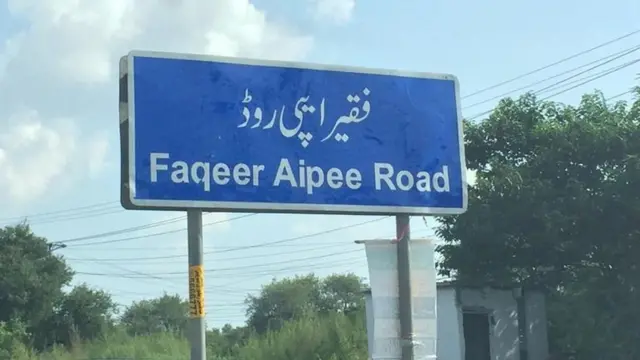 فقیر ایپی روڈ
Faqeer Aipee Road